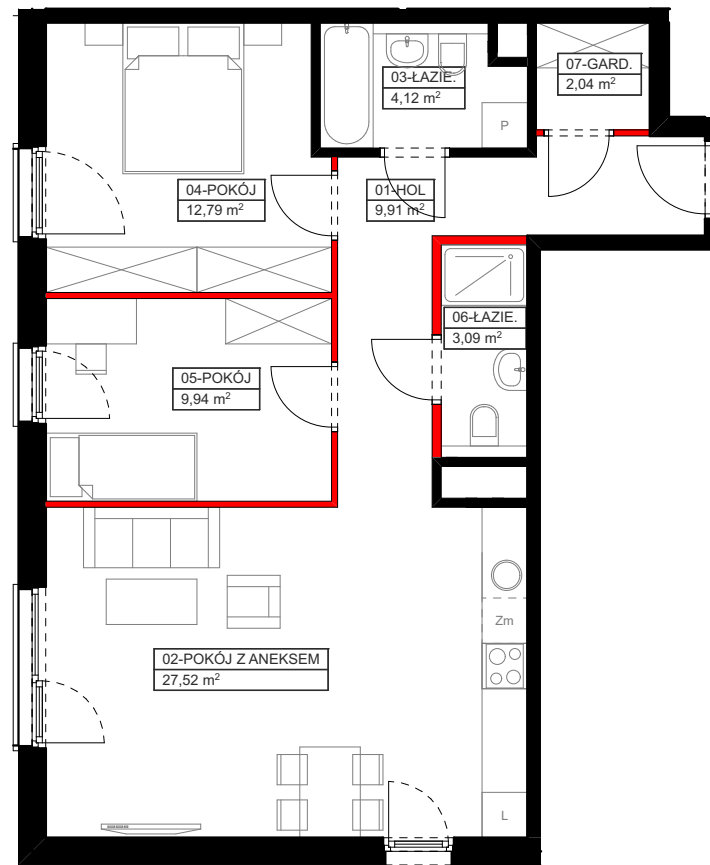 07-GARD.
2,04 m²
03-ŁAZIE.
4,12 m²
P
04-POKÓJ
12,79 m²
01-HOL
9,91 m²
06-ŁAZIE.
3,09 m²
05-POKÓJ
9,94 m²
Zm
02-POKÓJ Z ANEKSEM
27,52 m²
L